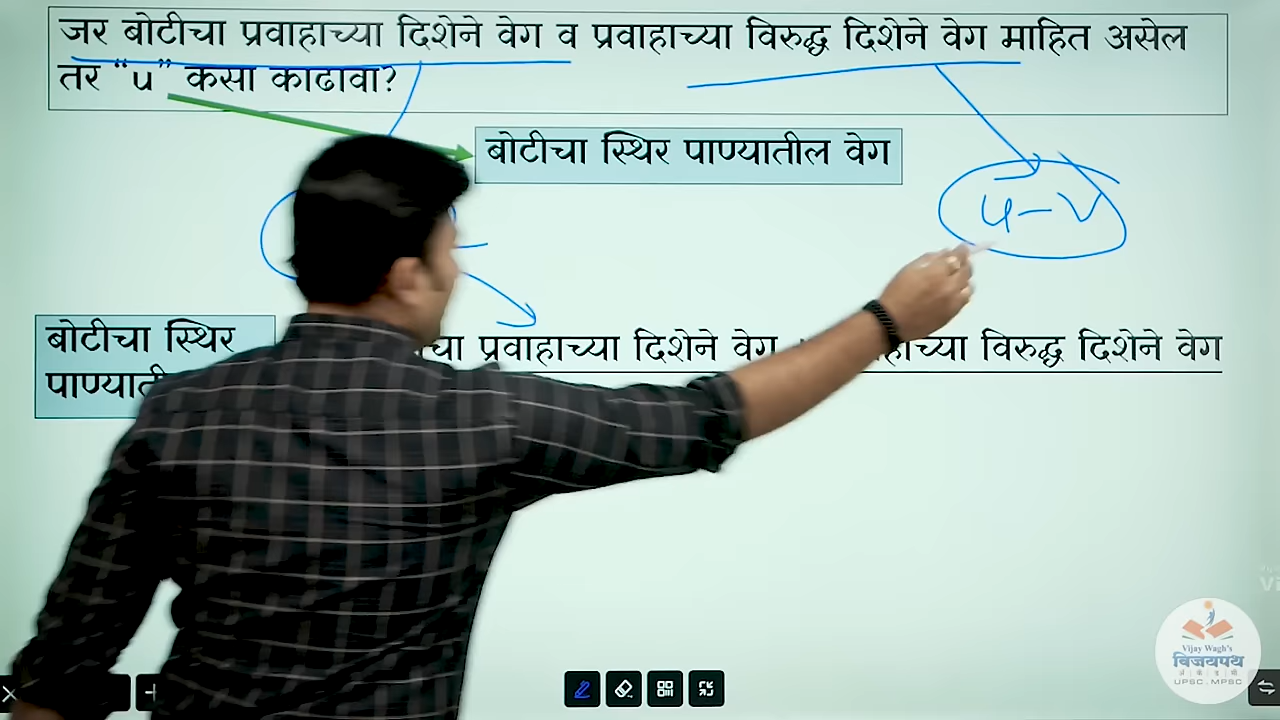 जर बोटीचा प्रवाहाच्या दिशेने वेग व प्रवाहाच्या विरुद्ध दिशेने वेग माहित असेल
तर “u” कसा काढावा?
बोटीचा स्थिर पाण्यातील वेग
u - v
बोटीचा स्थिर
प्रवाहाच्या दिशेने वेग
विरुद्ध दिशेने वेग
Vijay Wagh's
विजयपथ
UPSC . MPSC